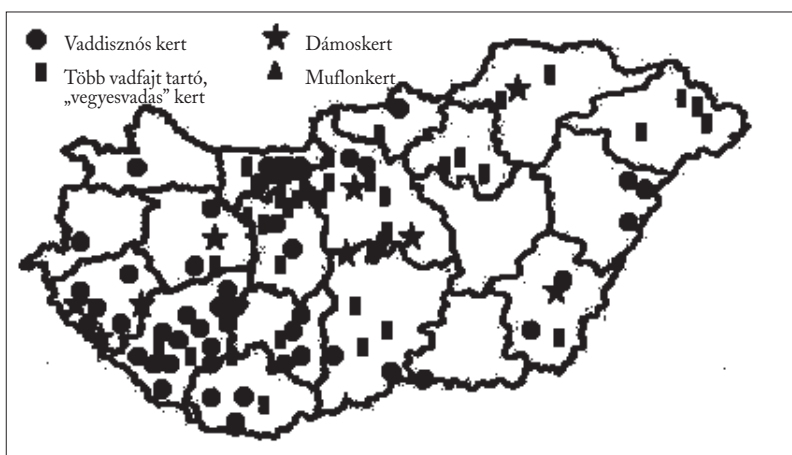 Vaddisznós kert
Több vadfajt tartó,
„vegyesvadas” kert
Dámoskert
Muflonkert